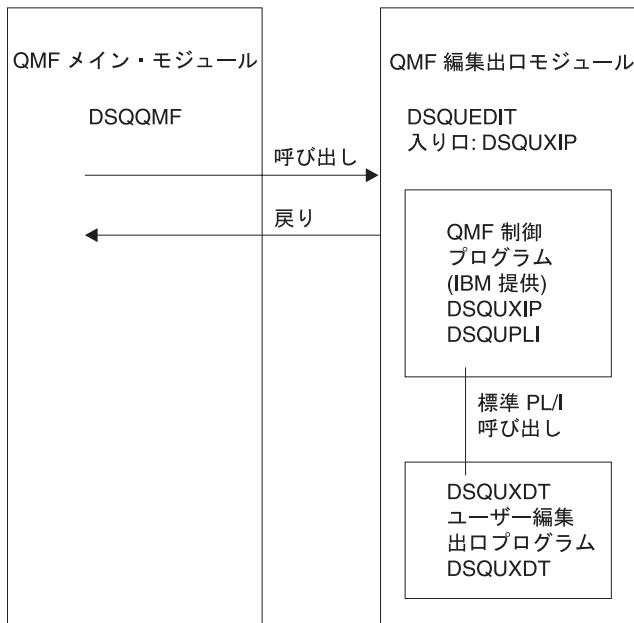 QMF メイン・モジュール
DSQQMF
呼び出し
戻り
QMF 編集出口モジュール
DSQUEDIT
入り口: DSQUXIP
QMF 制御
プログラム
(IBM 提供)
DSQUXIP
DSQUPLI
標準 PL/I
呼び出し
DSQUXDT
ユーザー編集
出口プログラム
DSQUXDT